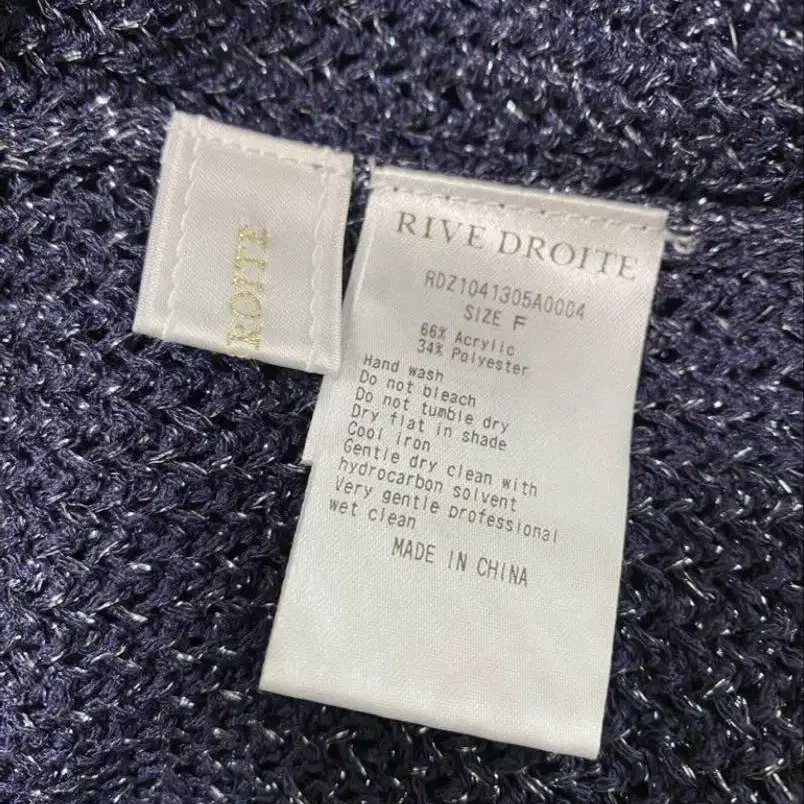 ROITE
RIVE DROITE
RDZ1041305A0004
SIZE F
66% Acrylic
34% Polyester
Hand wash
Do not bleach
Do not tumble dry
Dry flat in shade
Cool iron
Gentle dry clean with
hydrocarbon solvent
Very gentle professional
wet clean
MADE IN CHINA